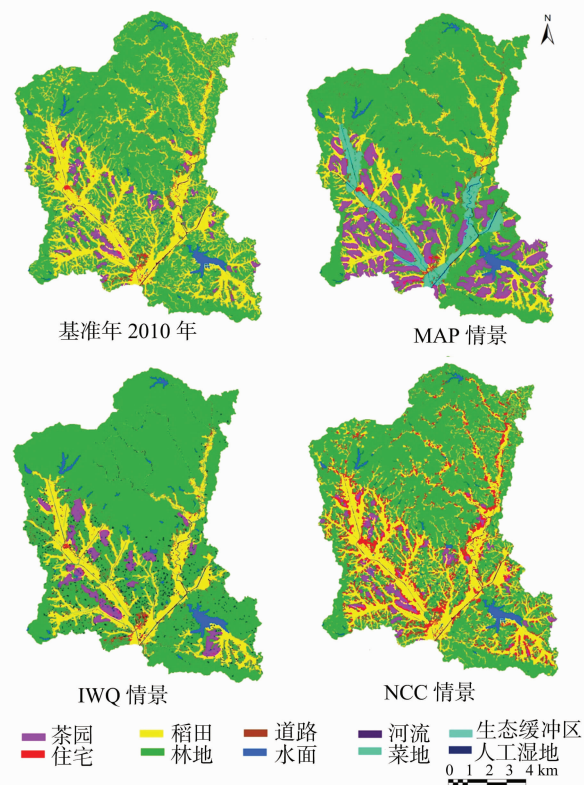 N
基准年 2010 年
MAP 情景
IWQ 情景
NCC 情景
茶园 稻田 道路 河流 生态缓冲区
住宅 林地 水面 菜地 人工湿地
0 1 2 4 km